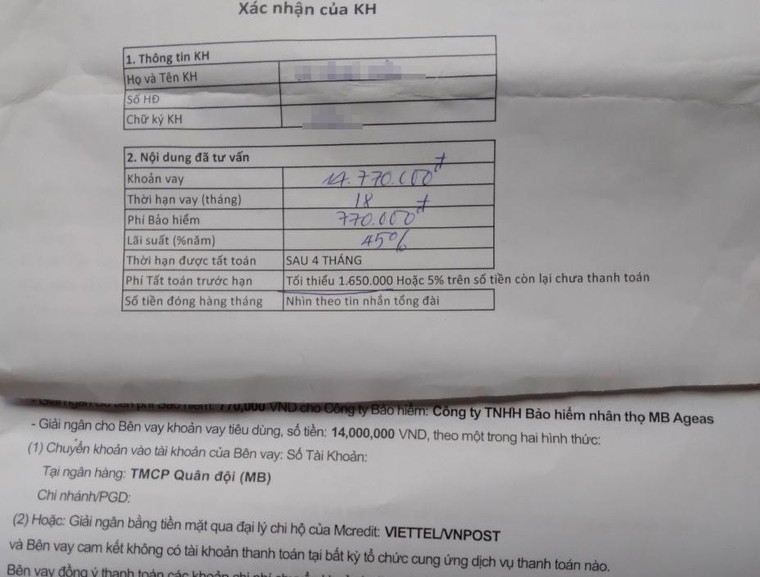 Xác nhận của KH
1. Thông tin KH
Họ và Tên KH
Số HĐ
Chữ ký KH
2. Nội dung đã tư vấn
Khoản vay 14.770.000đ
Thời hạn vay (tháng) 18
Phí Bảo hiểm 770.000đ
Lãi suất (%năm) 45%
Thời hạn được tất toán SAU 4 THÁNG
Phí Tất toán trước hạn Tối thiểu 1.650.000 Hoặc 5% trên số tiền còn lại chưa thanh toán
Số tiền đóng hàng tháng Nhìn theo tin nhắn tổng đài
770,000 VND cho Công ty Bảo hiểm: Công ty TNHH Bảo hiểm nhân thọ MB Ageas
- Giải ngân cho Bên vay khoản vay tiêu dùng, số tiền: 14,000,000 VND, theo một trong hai hình thức:
(1) Chuyển khoản vào tài khoản của Bên vay: Số Tài Khoản:
Tại ngân hàng: TMCP Quân đội (MB)
Chi nhánh/PGD:
(2) Hoặc: Giải ngân bằng tiền mặt qua đại lý chi hộ của Mcredit: VIETTEL/VNPOST
và Bên vay cam kết không có tài khoản thanh toán tại bất kỳ tổ chức cung ứng dịch vụ thanh toán nào.
Bên vay đồng ý thanh toán các khoản chi phí